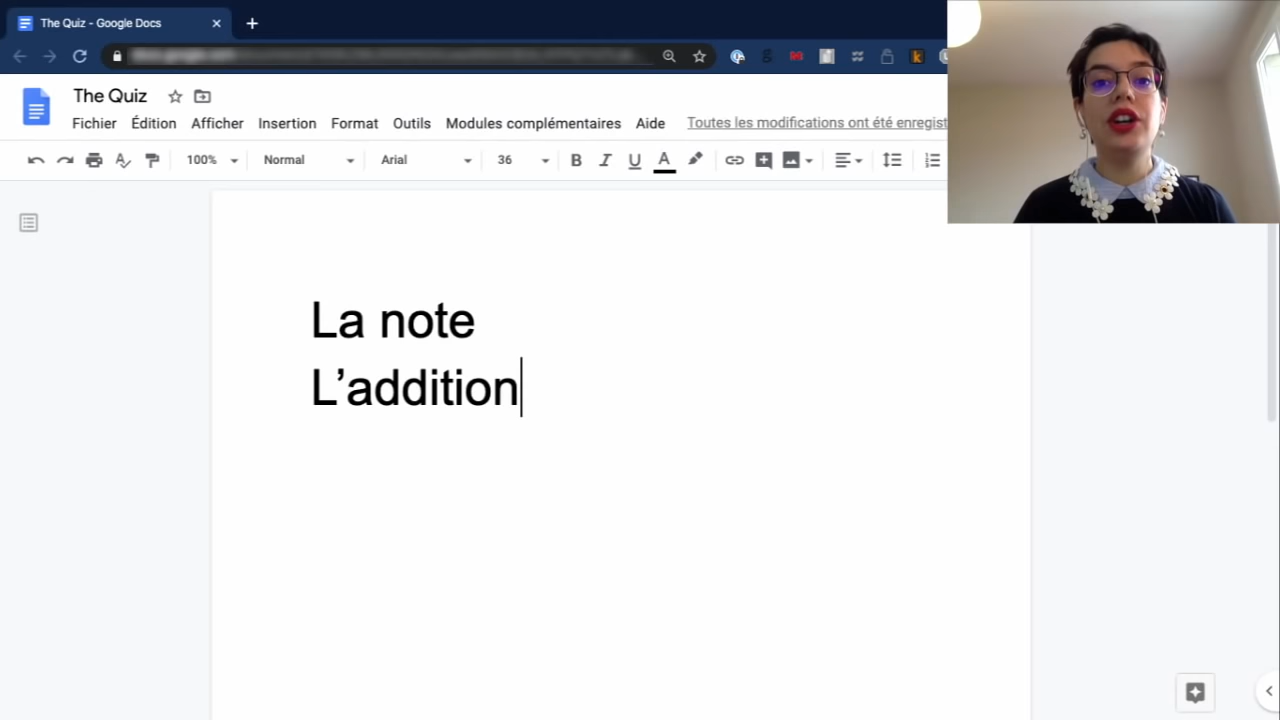 The Quiz - Google Docs
The Quiz
Fichier Édition Afficher Insertion Format Outils Modules complémentaires Aide Toutes les modifications ont été enregist
100% Normal Arial 36 B I U A
La note
L’addition